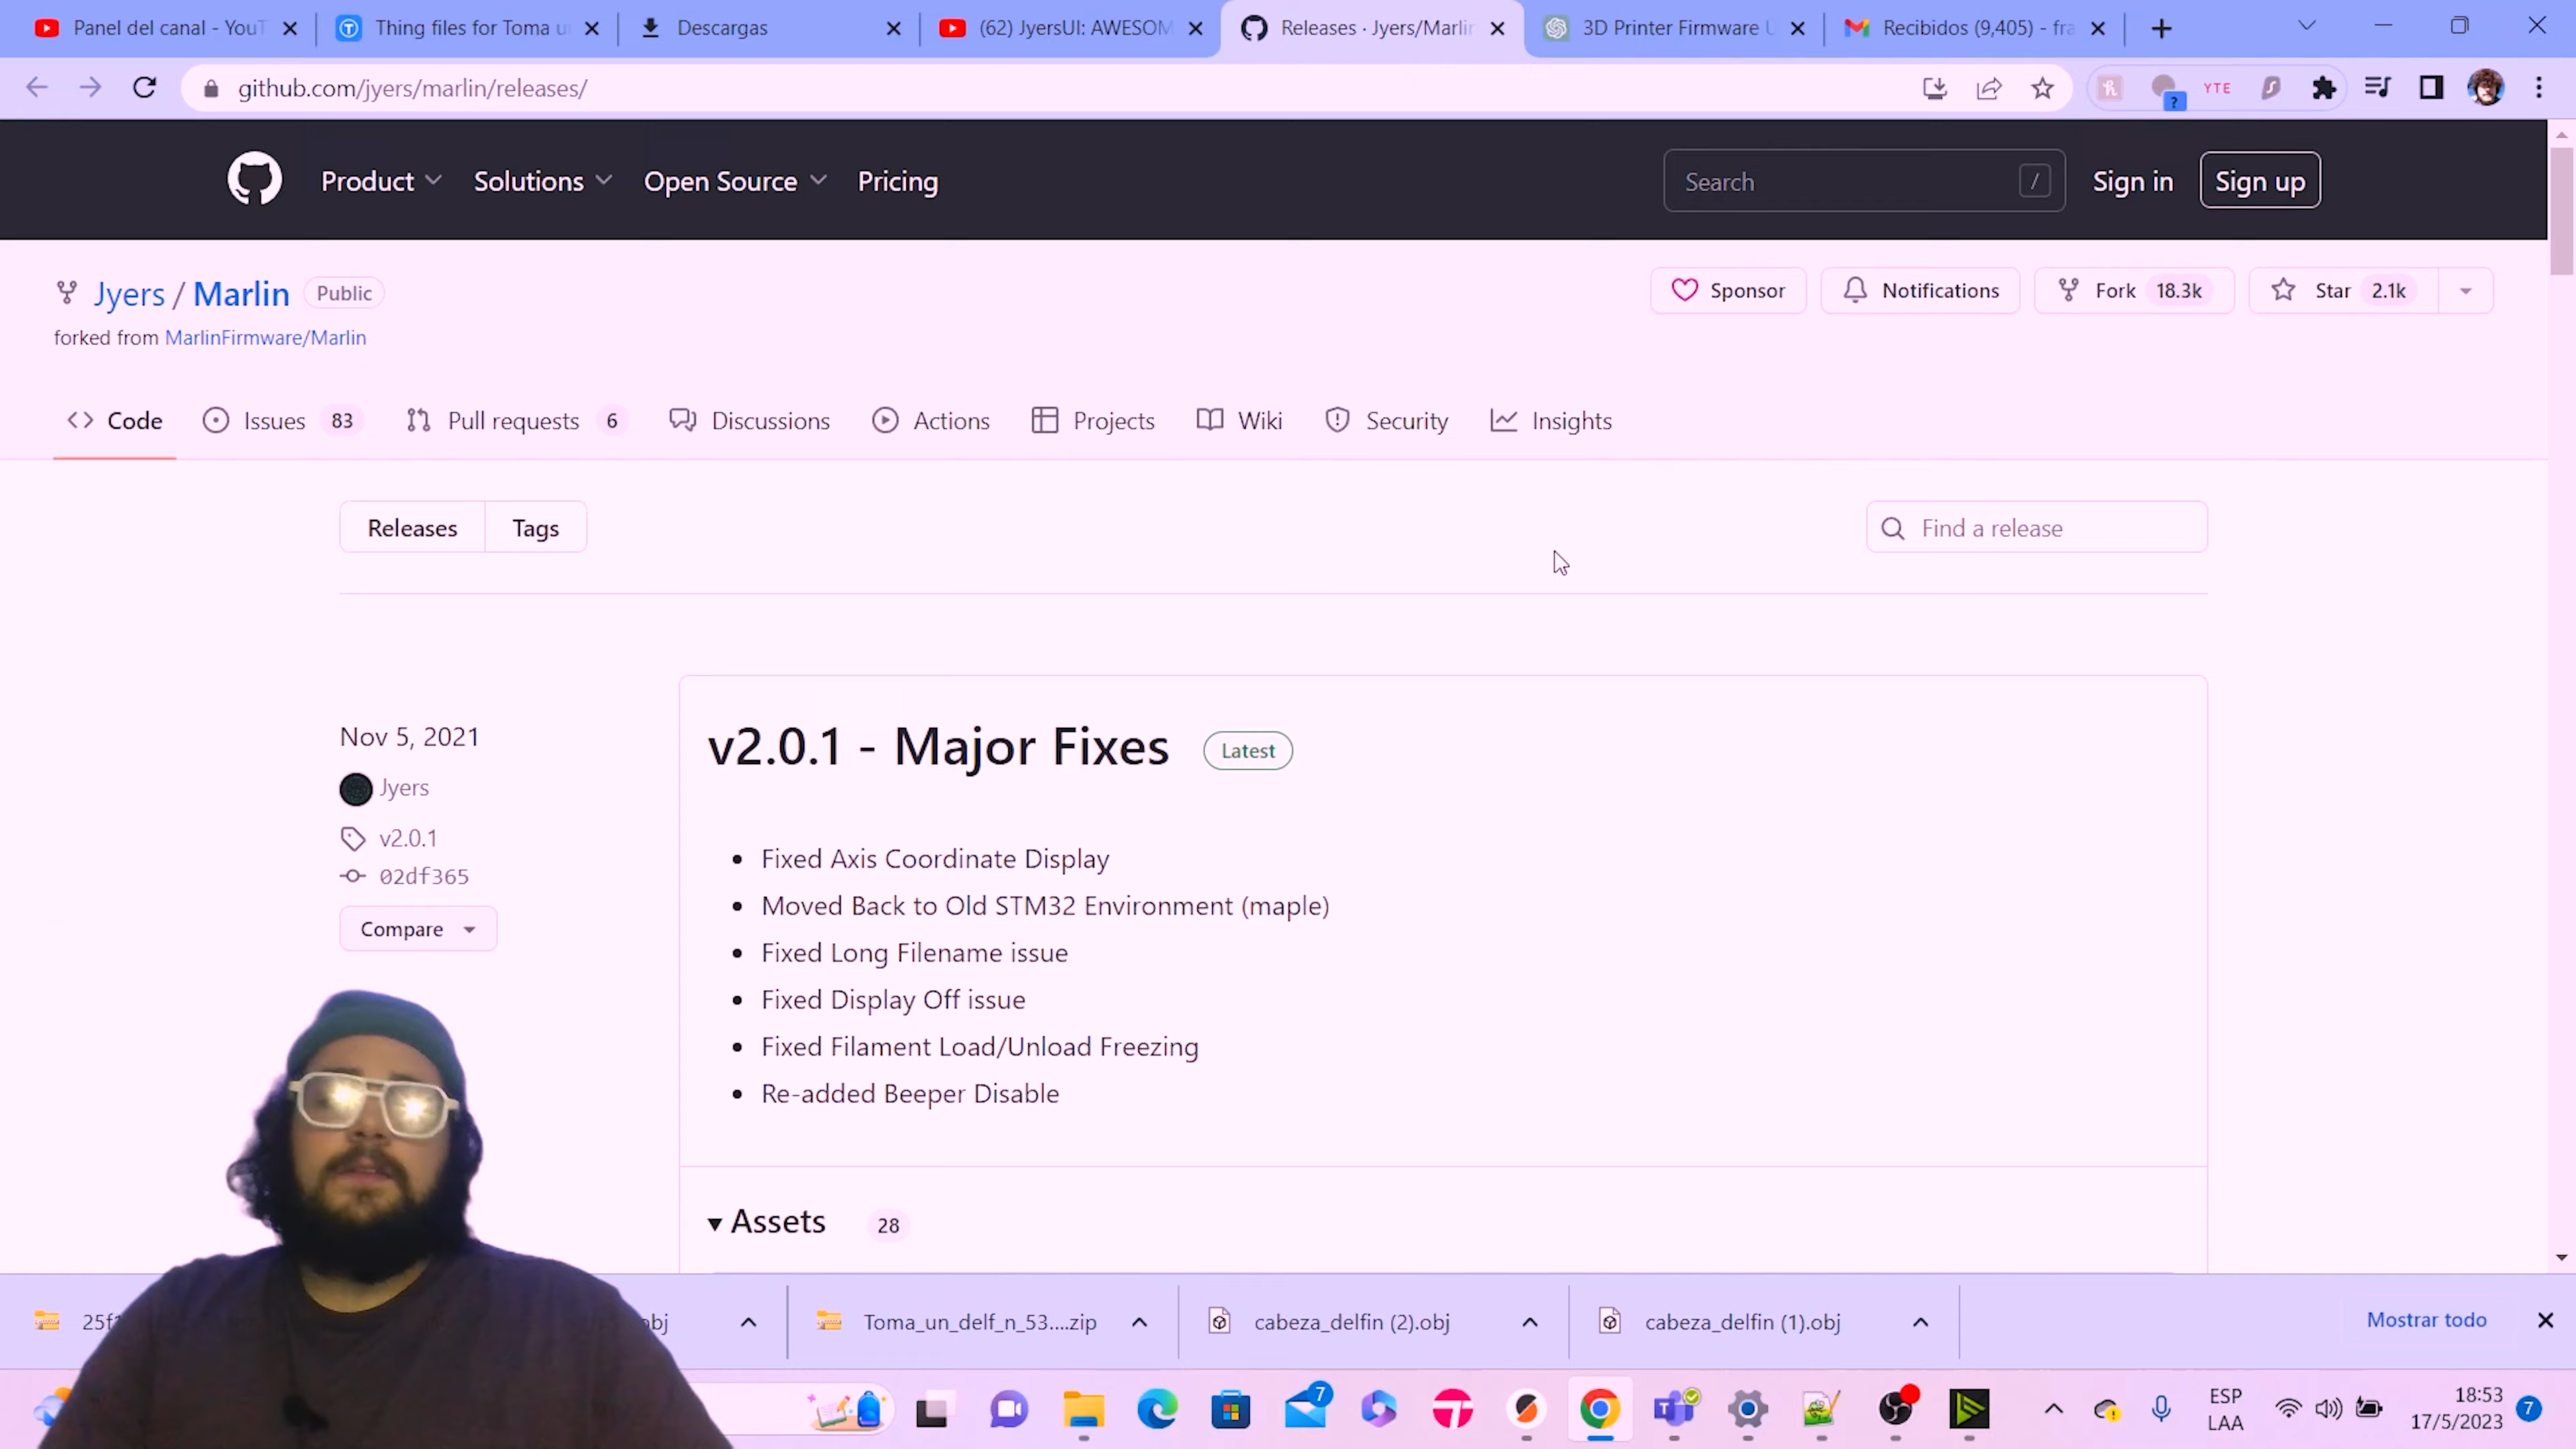 Panel del canal - YouT
Thing files for Toma u
Descargas
(62) JyersUI: AWESOM
Releases · Jyers/Marlin
3D Printer Firmware U
Recibidos (9,405) - fra
github.com/jyers/marlin/releases/
YTE
?
Product
Solutions
Open Source
Pricing
Search
/
Sign in
Sign up
Jyers / Marlin
Public
Sponsor
Notifications
Fork 18.3k
Star 2.1k
forked from MarlinFirmware/Marlin
Code
Issues 83
Pull requests 6
Discussions
Actions
Projects
Wiki
Security
Insights
Releases
Tags
Find a release
Nov 5, 2021
Jyers
v2.0.1
02df365
Compare
v2.0.1 - Major Fixes
Latest
Fixed Axis Coordinate Display
Moved Back to Old STM32 Environment (maple)
Fixed Long Filename issue
Fixed Display Off issue
Fixed Filament Load/Unload Freezing
Re-added Beeper Disable
Assets 28
25f
obj
Toma_un_delf_n_53....zip
cabeza_delfin (2).obj
cabeza_delfin (1).obj
Mostrar todo
7
ESP
LAA
18:53
17/5/2023
7